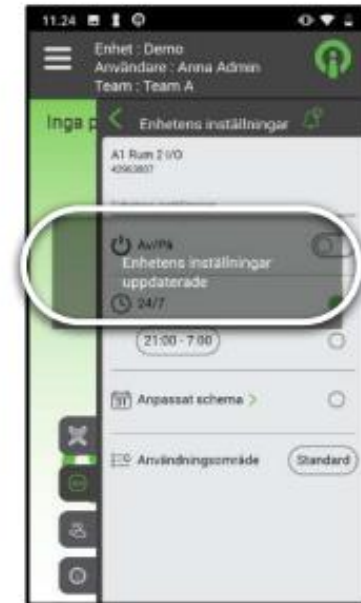 11.24
Enhet : Demo
Användare : Anna Admin
Team : Team A
Inga p
Enhetens inställningar
A1 Rum 2 I/O
Av/På
Enhetens inställningar
uppdaterade
24/7
21:00 - 7:00
31
Anpassat schema >
Användningsområde
Standard